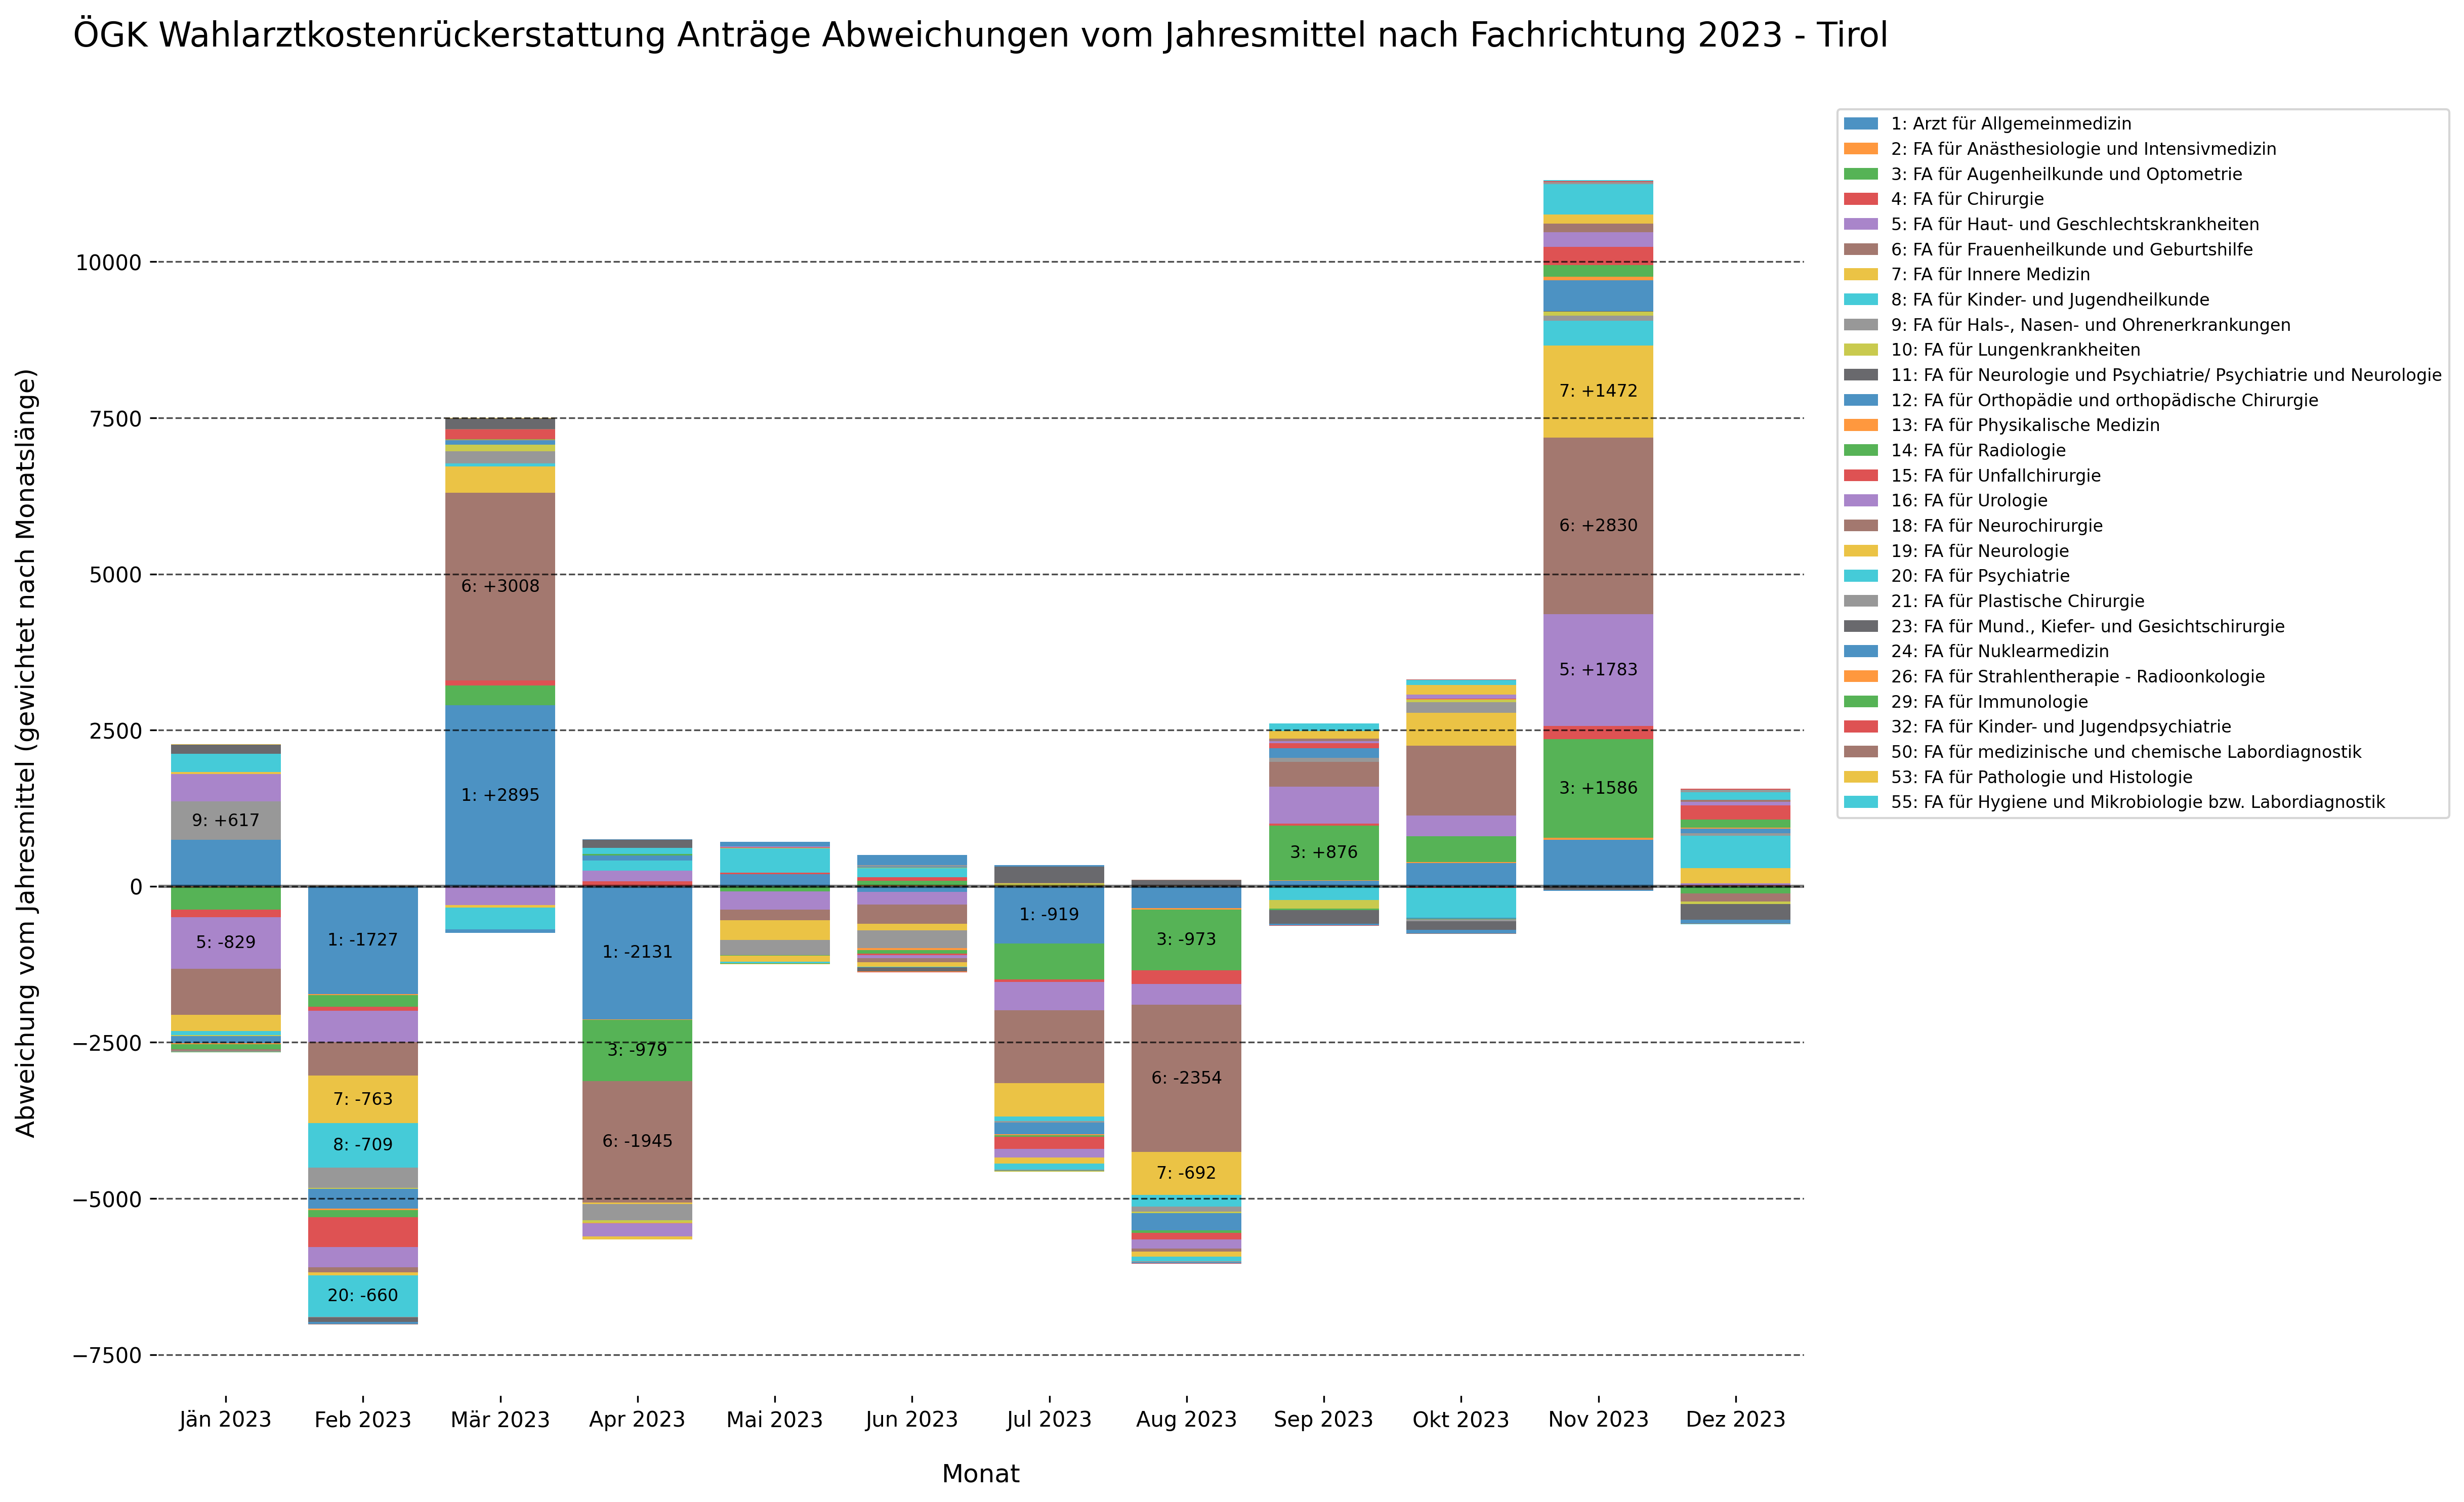 ÖGK Wahlarztkostenrückerstattung Anträge Abweichungen vom Jahresmittel nach Fachrichtung 2023 - Tirol
Abweichung vom Jahresmittel (gewichtet nach Monatslänge)
10000
7500
5000
2500
0
−2500
−5000
−7500
9: +617
5: -829
1: -1727
7: -763
8: -709
20: -660
6: +3008
1: +2895
1: -2131
3: -979
6: -1945
1: -919
3: -973
6: -2354
7: -692
3: +876
7: +1472
6: +2830
5: +1783
3: +1586
Jän 2023
Feb 2023
Mär 2023
Apr 2023
Mai 2023
Jun 2023
Jul 2023
Aug 2023
Sep 2023
Okt 2023
Nov 2023
Dez 2023
Monat
1: Arzt für Allgemeinmedizin
2: FA für Anästhesiologie und Intensivmedizin
3: FA für Augenheilkunde und Optometrie
4: FA für Chirurgie
5: FA für Haut- und Geschlechtskrankheiten
6: FA für Frauenheilkunde und Geburtshilfe
7: FA für Innere Medizin
8: FA für Kinder- und Jugendheilkunde
9: FA für Hals-, Nasen- und Ohrenerkrankungen
10: FA für Lungenkrankheiten
11: FA für Neurologie und Psychiatrie/ Psychiatrie und Neurologie
12: FA für Orthopädie und orthopädische Chirurgie
13: FA für Physikalische Medizin
14: FA für Radiologie
15: FA für Unfallchirurgie
16: FA für Urologie
18: FA für Neurochirurgie
19: FA für Neurologie
20: FA für Psychiatrie
21: FA für Plastische Chirurgie
23: FA für Mund., Kiefer- und Gesichtschirurgie
24: FA für Nuklearmedizin
26: FA für Strahlentherapie - Radioonkologie
29: FA für Immunologie
32: FA für Kinder- und Jugendpsychiatrie
50: FA für medizinische und chemische Labordiagnostik
53: FA für Pathologie und Histologie
55: FA für Hygiene und Mikrobiologie bzw. Labordiagnostik